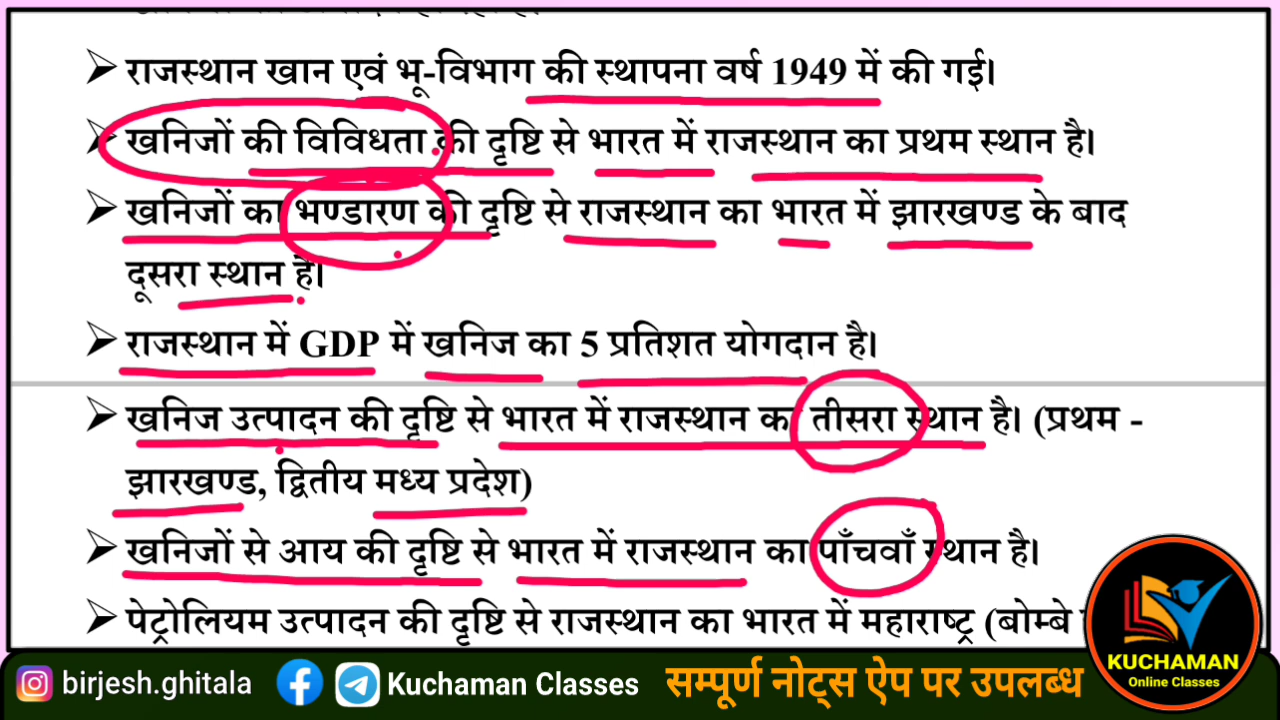 ➢ राजस्थान खान एवं भू-विभाग की स्थापना वर्ष 1949 में की गई।
➢ खनिजों की विविधता की दृष्टि से भारत में राजस्थान का प्रथम स्थान है।
➢ खनिजों का भण्डारण की दृष्टि से राजस्थान का भारत में झारखण्ड के बाद
दूसरा स्थान है।
➢ राजस्थान में GDP में खनिज का 5 प्रतिशत योगदान है।
➢ खनिज उत्पादन की दृष्टि से भारत में राजस्थान का तीसरा स्थान है। (प्रथम -
झारखण्ड, द्वितीय मध्य प्रदेश)
➢ खनिजों से आय की दृष्टि से भारत में राजस्थान का पाँचवाँ स्थान है।
➢ पेट्रोलियम उत्पादन की दृष्टि से राजस्थान का भारत में महाराष्ट्र (बोम्बे
KUCHAMAN
Online Classes
birjesh.ghitala Kuchaman Classes सम्पूर्ण नोट्स ऐप पर उपलब्ध